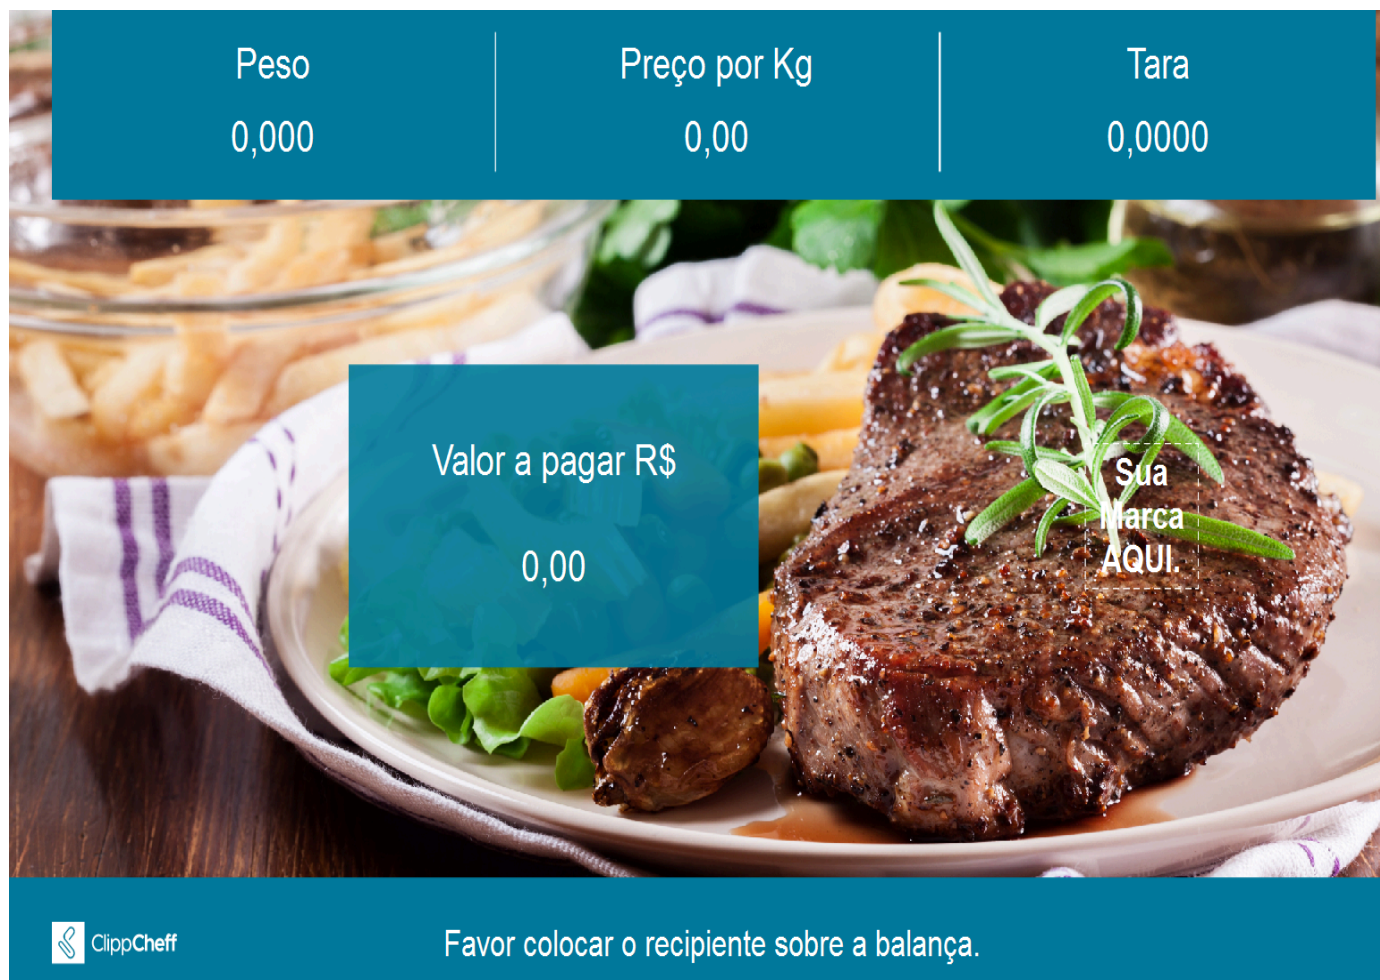 Peso
Preço por Kg
Tara
0,000
0,00
0,0000
Valor a pagar R$
0,00
Sua
Marca
AQUI.
ClippCheff
Favor colocar o recipiente sobre a balança.